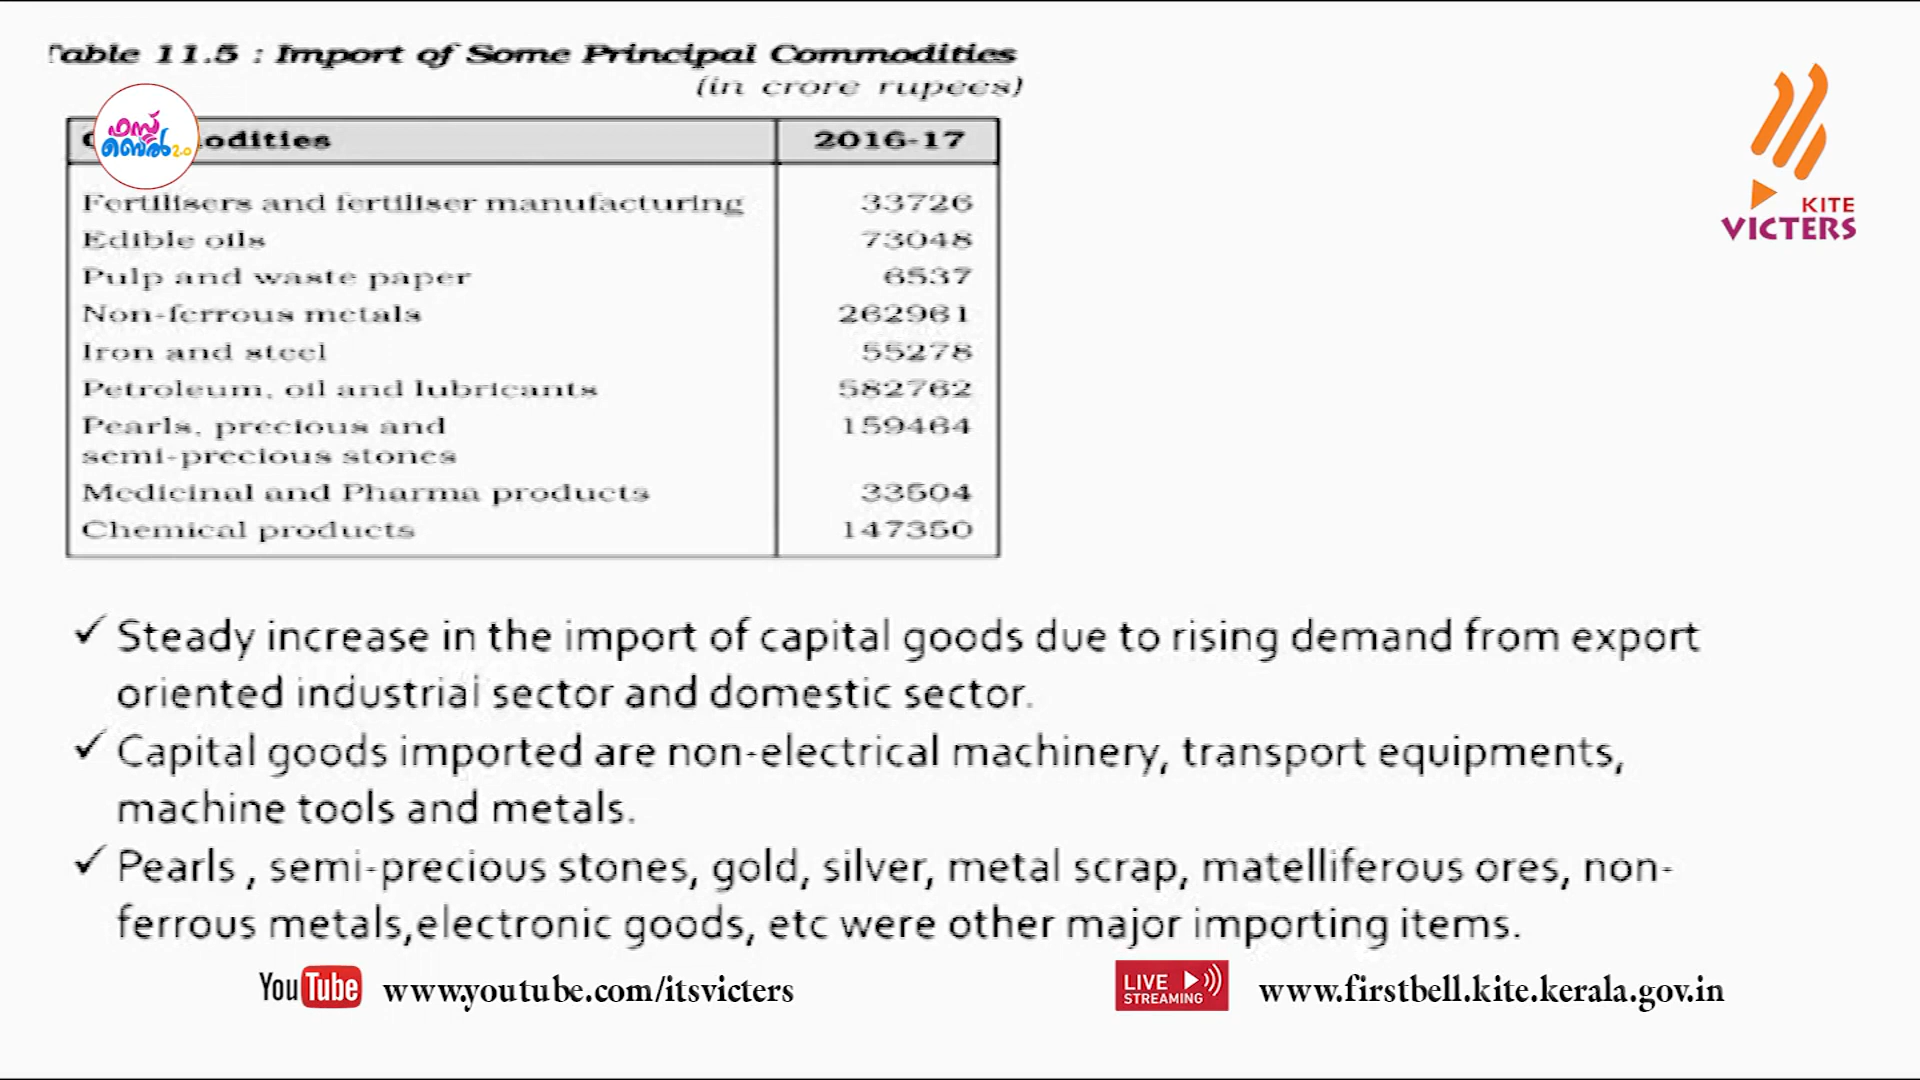 Table 11.5 : Import of Some Principal Commodities
(in crore rupees)
ഫസ്റ്റ്
ബെൽ 2.0
odities 2016-17
Fertilisers and fertiliser manufacturing 33726
Edible oils 73048
Pulp and waste paper 6537
Non-ferrous metals 262961
Iron and steel 55278
Petroleum, oil and lubricants 582762
Pearls, precious and 159464
semi-precious stones
Medicinal and Pharma products 33504
Chemical products 147350
KITE
VICTERS
✓ Steady increase in the import of capital goods due to rising demand from export
oriented industrial sector and domestic sector.
✓ Capital goods imported are non-electrical machinery, transport equipments,
machine tools and metals.
✓ Pearls , semi-precious stones, gold, silver, metal scrap, matelliferous ores, non-
ferrous metals,electronic goods, etc were other major importing items.
YouTube www.youtube.com/itsvicters
LIVE
STREAMING
www.firstbell.kite.kerala.gov.in